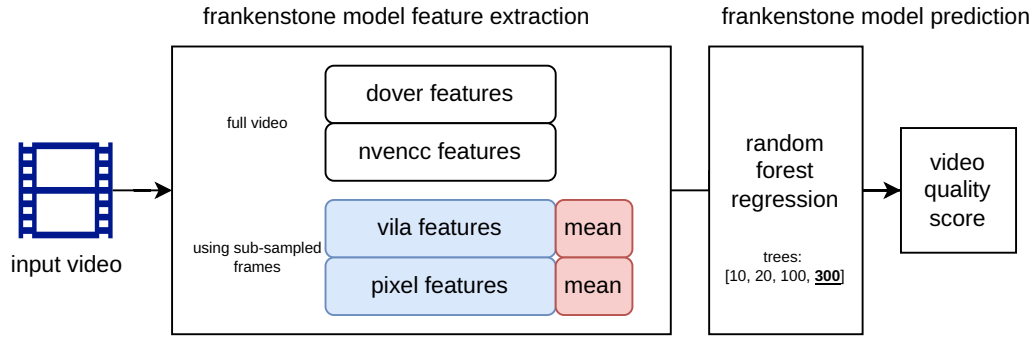 frankenstone model feature extraction
frankenstone model prediction
full video
dover features
nvencc features
using sub-sampled
frames
vila features
mean
pixel features
mean
input video
random
forest
regression
trees:
[10, 20, 100, 300]
video
quality
score